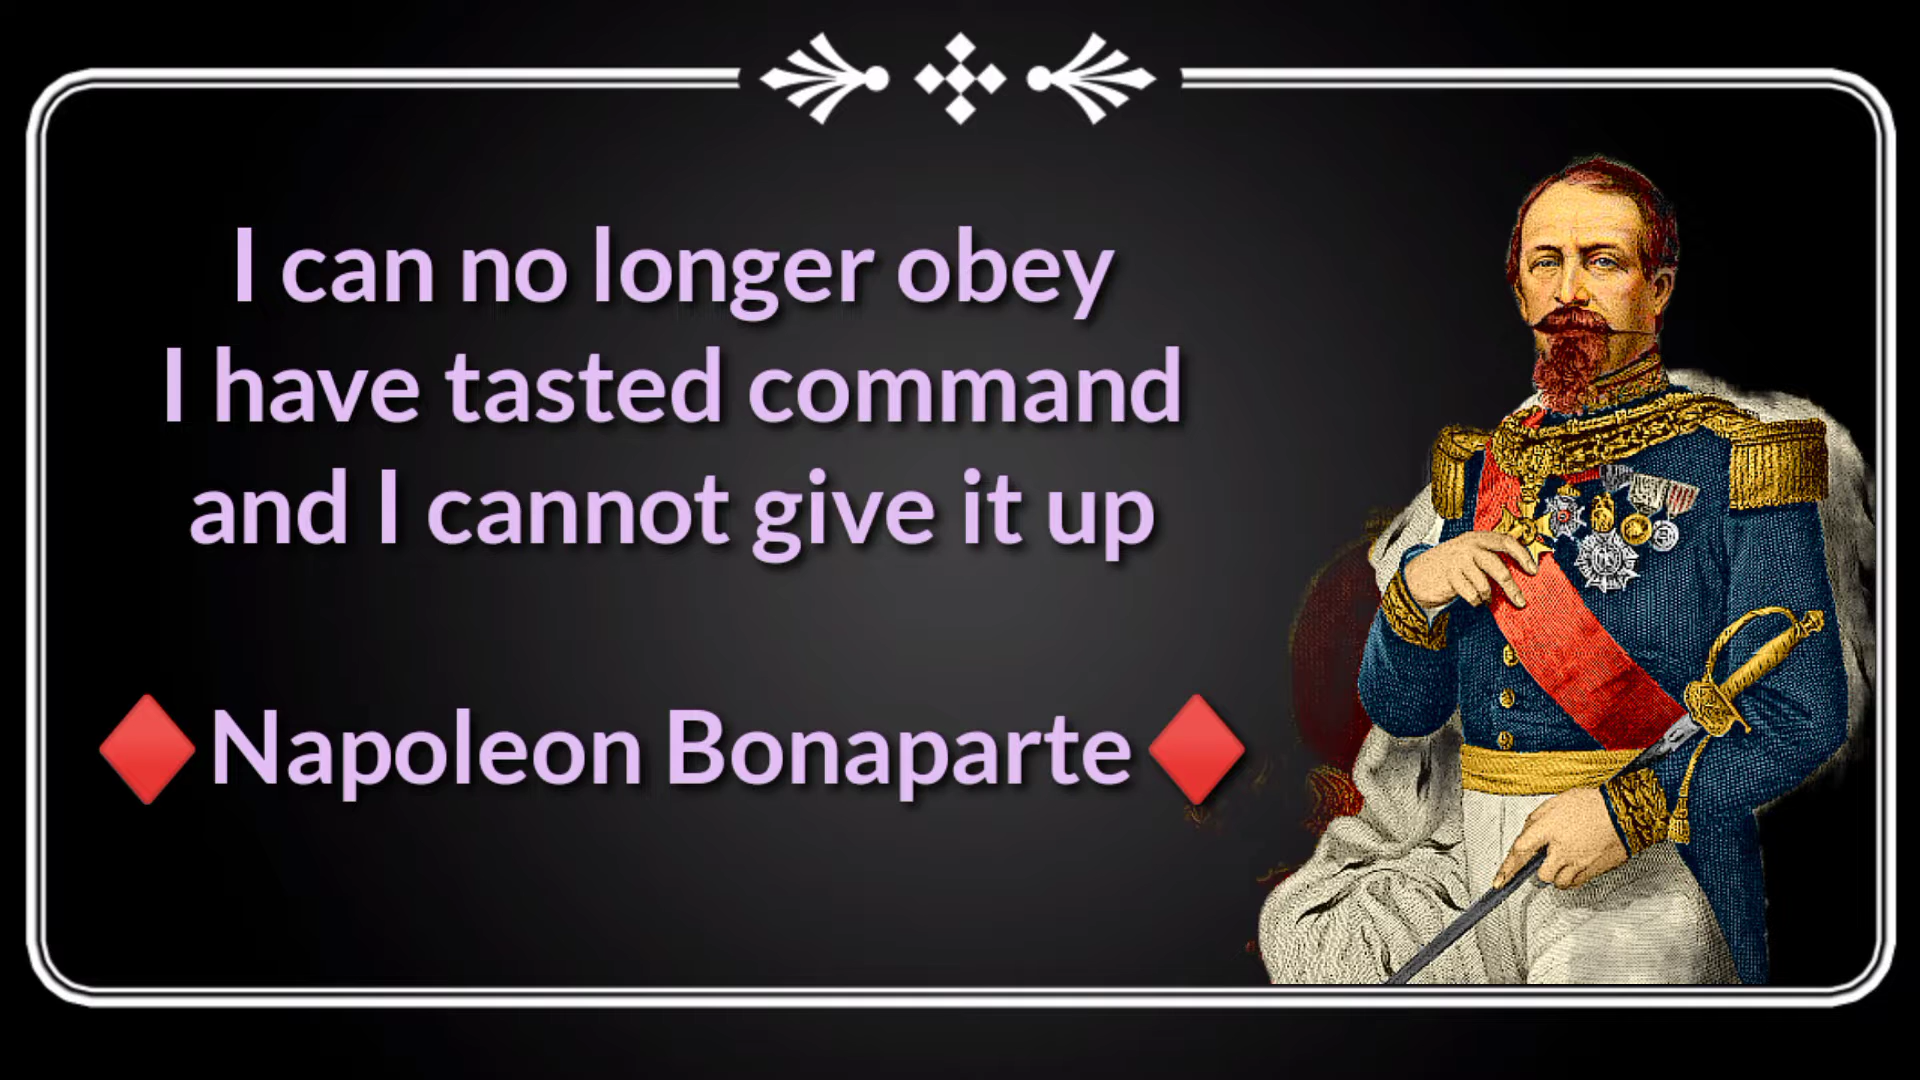 I can no longer obey
I have tasted command
and I cannot give it up
♦Napoleon Bonaparte♦